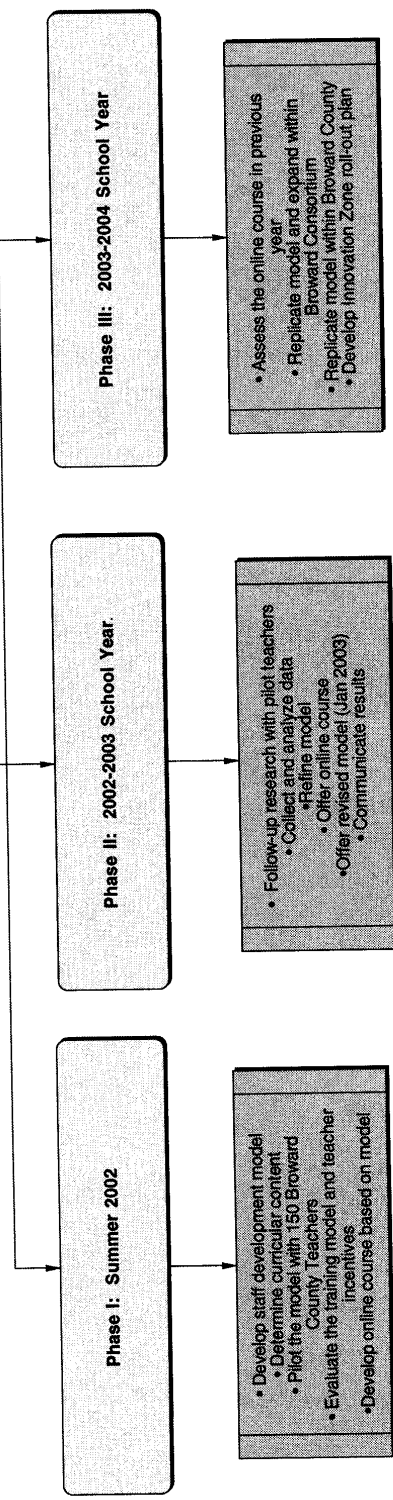 Phase I: Summer 2002
• Develop staff development model
• Determine curricular content
• Pilot the model with 150 Broward
County Teachers
• Evaluate the training model and teacher
incentives
•Develop online course based on model
Phase II: 2002-2003 School Year.
• Follow-up research with pilot teachers
• Collect and analyze data
•Refine model
• Offer online course
•Offer revised model (Jan 2003)
• Communicate results
Phase III: 2003-2004 School Year
• Assess the online course in previous
year
• Replicate model and expand within
Broward Consortium
• Replicate model within Broward County
• Develop Innovation Zone roll-out plan